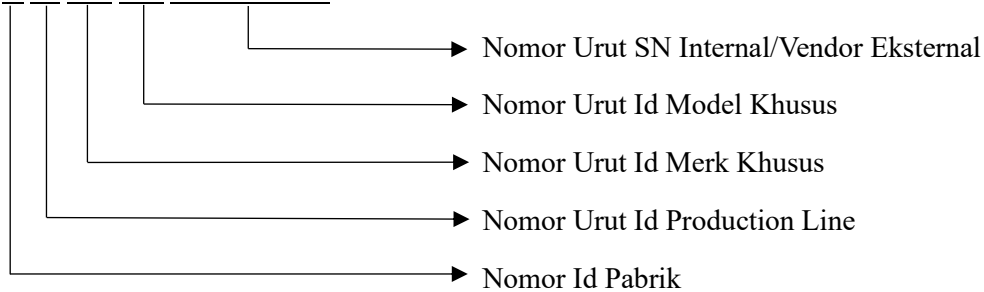 Nomor Urut SN Internal/Vendor Eksternal
Nomor Urut Id Model Khusus
Nomor Urut Id Merk Khusus
Nomor Urut Id Production Line
Nomor Id Pabrik